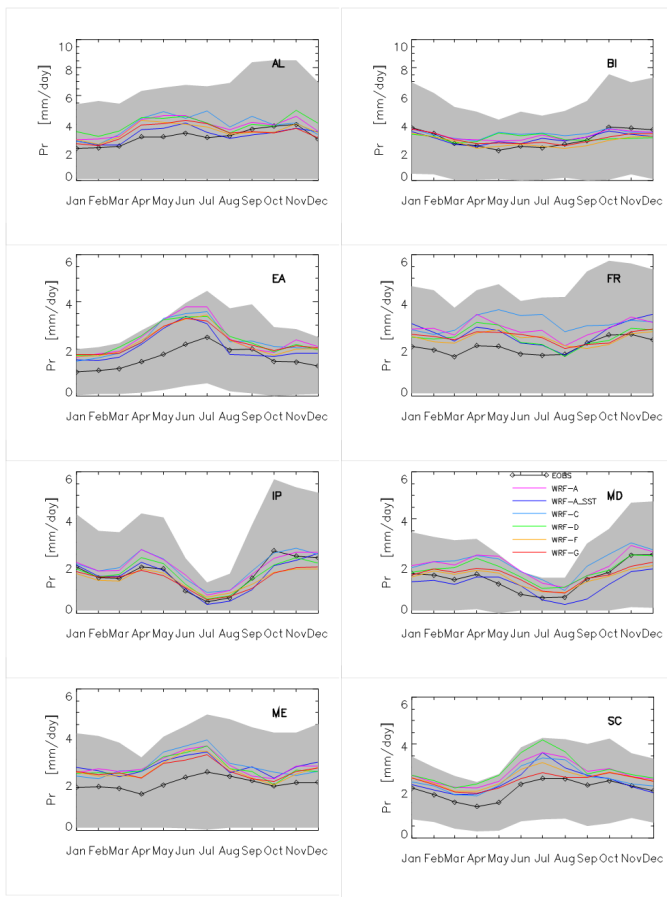 10 AL 10 BI
8 8
Pr [mm/day] 6 Pr [mm/day] 6
4 4
2 2
0 0
Jan Feb Mar Apr May Jun Jul Aug Sep Oct Nov Dec Jan Feb Mar Apr May Jun Jul Aug Sep Oct Nov Dec
6 EA 6 FR
Pr [mm/day] 4 Pr [mm/day] 4
2 2
0 0
Jan Feb Mar Apr May Jun Jul Aug Sep Oct Nov Dec Jan Feb Mar Apr May Jun Jul Aug Sep Oct Nov Dec
6 IP 6 MD
EOBS
WRF-A
WRF-A_SST
WRF-C
WRF-D
WRF-F
WRF-G
Pr [mm/day] 4 Pr [mm/day] 4
2 2
0 0
Jan Feb Mar Apr May Jun Jul Aug Sep Oct Nov Dec Jan Feb Mar Apr May Jun Jul Aug Sep Oct Nov Dec
6 ME 6 SC
Pr [mm/day] 4 Pr [mm/day] 4
2 2
0 0
Jan Feb Mar Apr May Jun Jul Aug Sep Oct Nov Dec Jan Feb Mar Apr May Jun Jul Aug Sep Oct Nov Dec